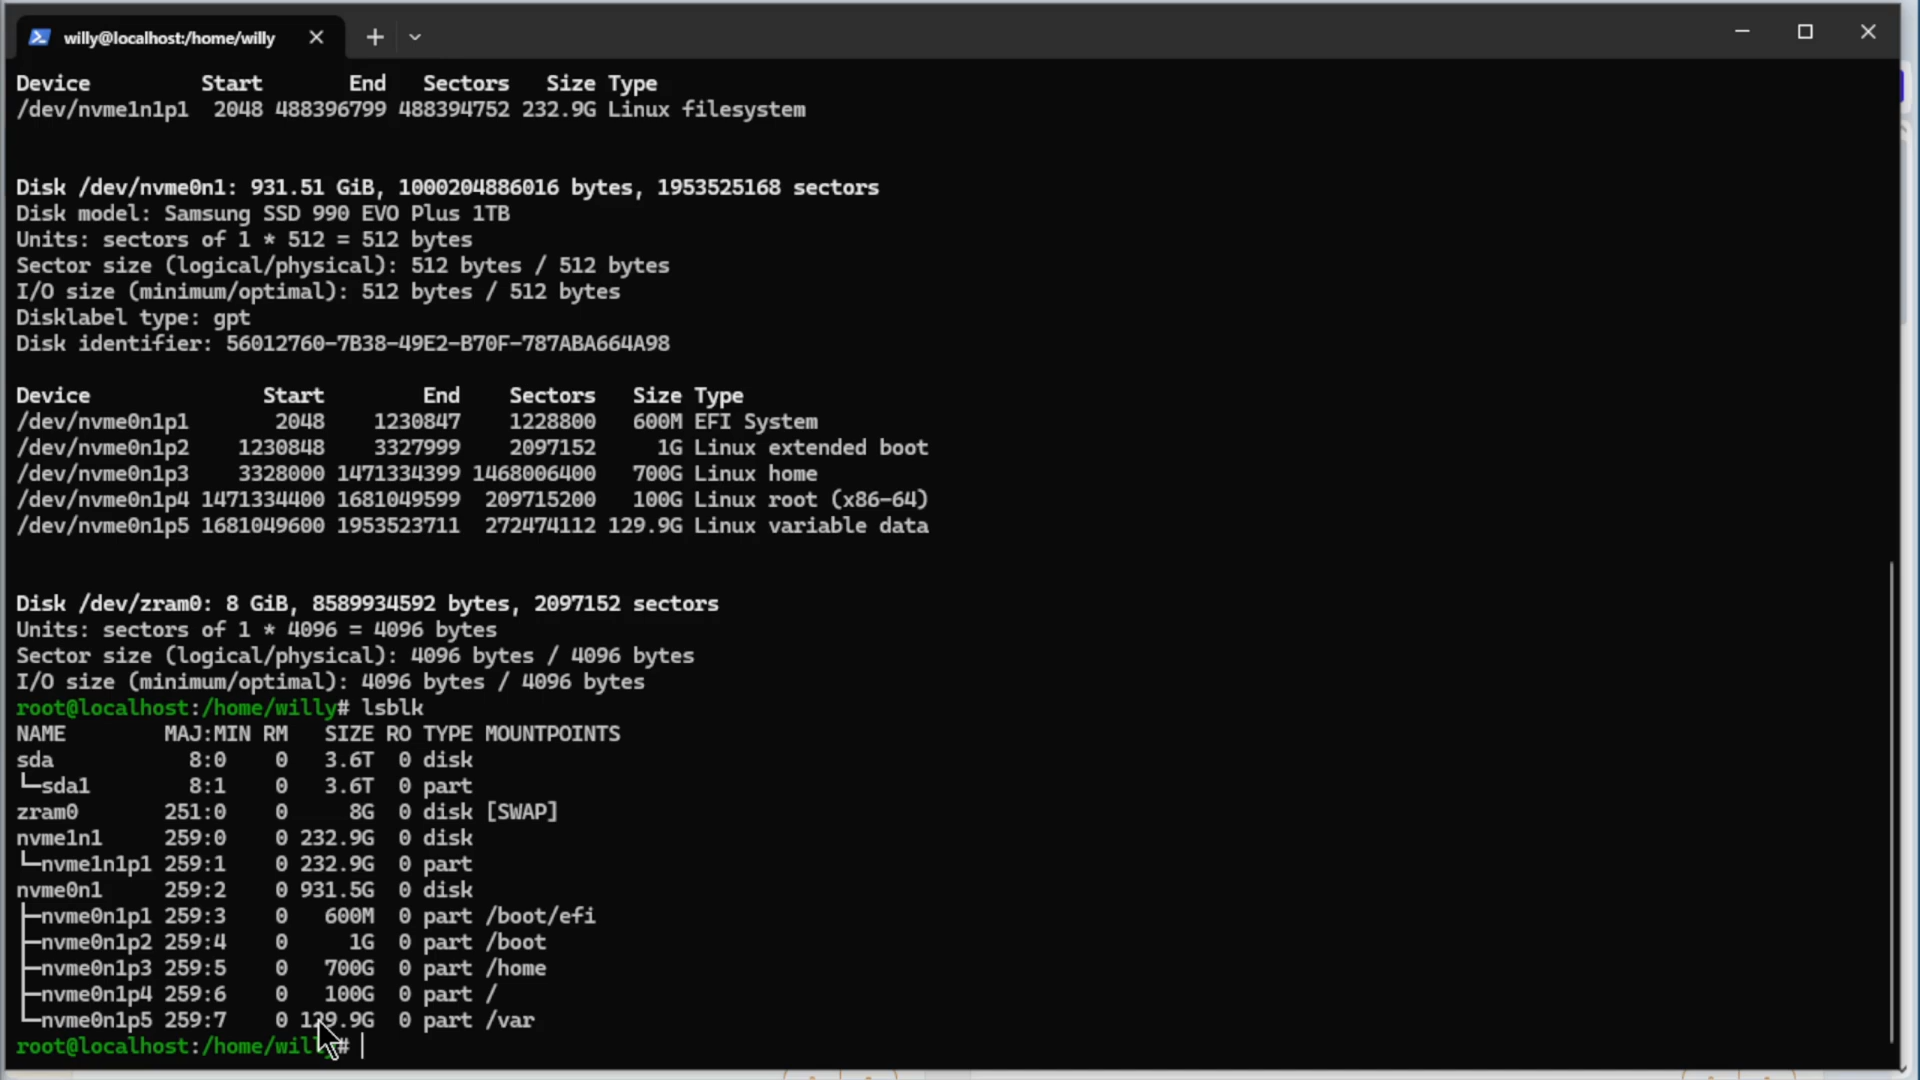 willy@localhost:/home/willy
Device         Start       End   Sectors   Size Type
/dev/nvme1n1p1  2048 488396799 488394752 232.9G Linux filesystem
Disk /dev/nvme0n1: 931.51 GiB, 1000204886016 bytes, 1953525168 sectors
Disk model: Samsung SSD 990 EVO Plus 1TB
Units: sectors of 1 * 512 = 512 bytes
Sector size (logical/physical): 512 bytes / 512 bytes
I/O size (minimum/optimal): 512 bytes / 512 bytes
Disklabel type: gpt
Disk identifier: 56012760-7B38-49E2-B70F-787ABA664A98
Device              Start        End    Sectors   Size Type
/dev/nvme0n1p1       2048    1230847    1228800   600M EFI System
/dev/nvme0n1p2    1230848    3327999    2097152     1G Linux extended boot
/dev/nvme0n1p3    3328000 1471334399 1468006400   700G Linux home
/dev/nvme0n1p4 1471334400 1681049599  209715200   100G Linux root (x86-64)
/dev/nvme0n1p5 1681049600 1953523711  272474112 129.9G Linux variable data
Disk /dev/zram0: 8 GiB, 8589934592 bytes, 2097152 sectors
Units: sectors of 1 * 4096 = 4096 bytes
Sector size (logical/physical): 4096 bytes / 4096 bytes
I/O size (minimum/optimal): 4096 bytes / 4096 bytes
root@localhost:/home/willy# lsblk
NAME        MAJ:MIN RM   SIZE RO TYPE MOUNTPOINTS
sda           8:0    0   3.6T  0 disk
└─sda1        8:1    0   3.6T  0 part
zram0       251:0    0     8G  0 disk [SWAP]
nvme1n1     259:0    0 232.9G  0 disk
└─nvme1n1p1 259:1    0 232.9G  0 part
nvme0n1     259:2    0 931.5G  0 disk
├─nvme0n1p1 259:3    0   600M  0 part /boot/efi
├─nvme0n1p2 259:4    0     1G  0 part /boot
├─nvme0n1p3 259:5    0   700G  0 part /home
├─nvme0n1p4 259:6    0   100G  0 part /
└─nvme0n1p5 259:7    0 129.9G  0 part /var
root@localhost:/home/willy#